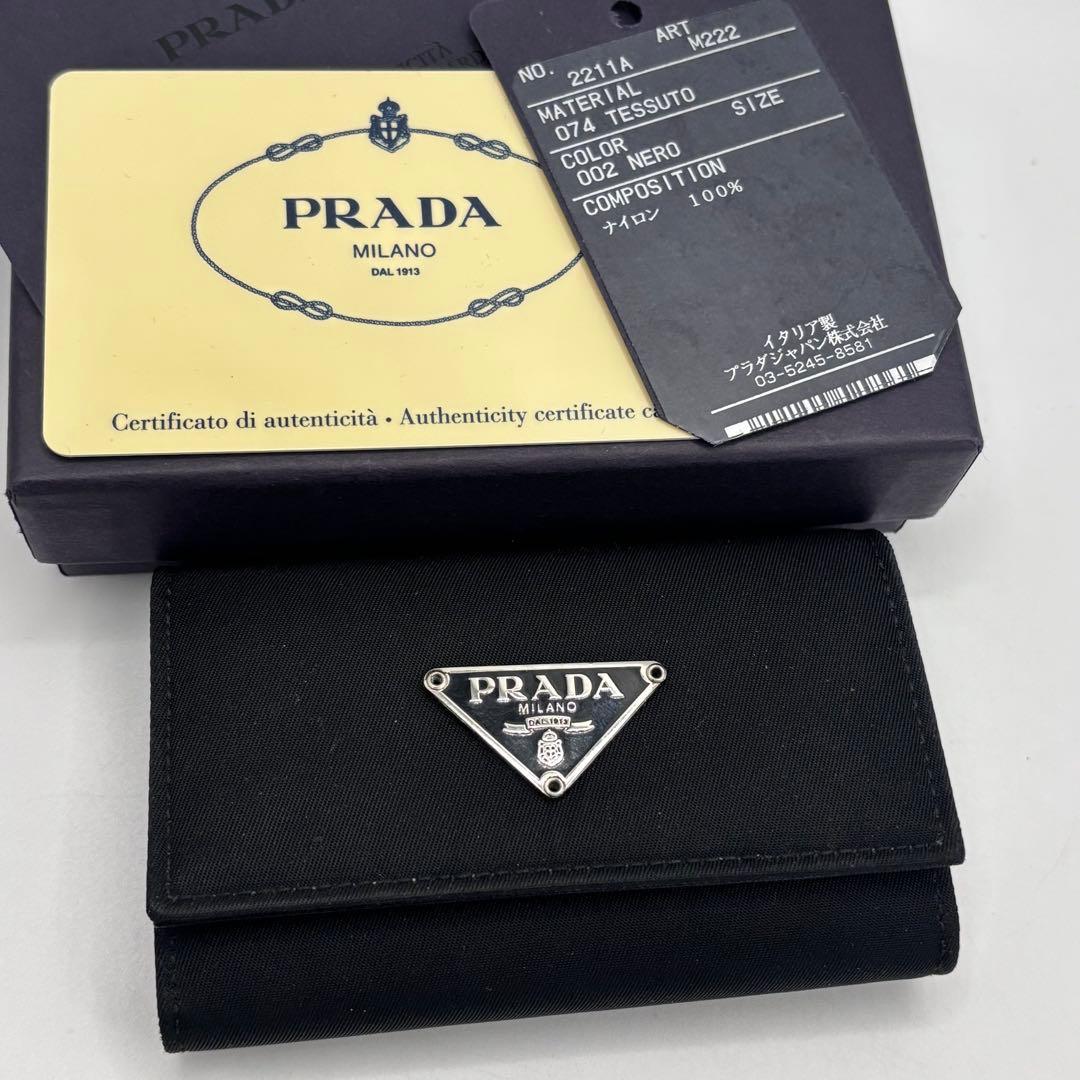 PRADA
PRADA
MILANO
DAL 1913
Certificato di autenticità • Authenticity certificate
NO. ART
2211A M222
MATERIAL
074 TESSUTO SIZE
COLOR
002 NERO
COMPOSITION
ナイロン 100%
イタリア製
プラダジャパン株式会社
03-5245-8581
PRADA
MILANO
DAL 1913